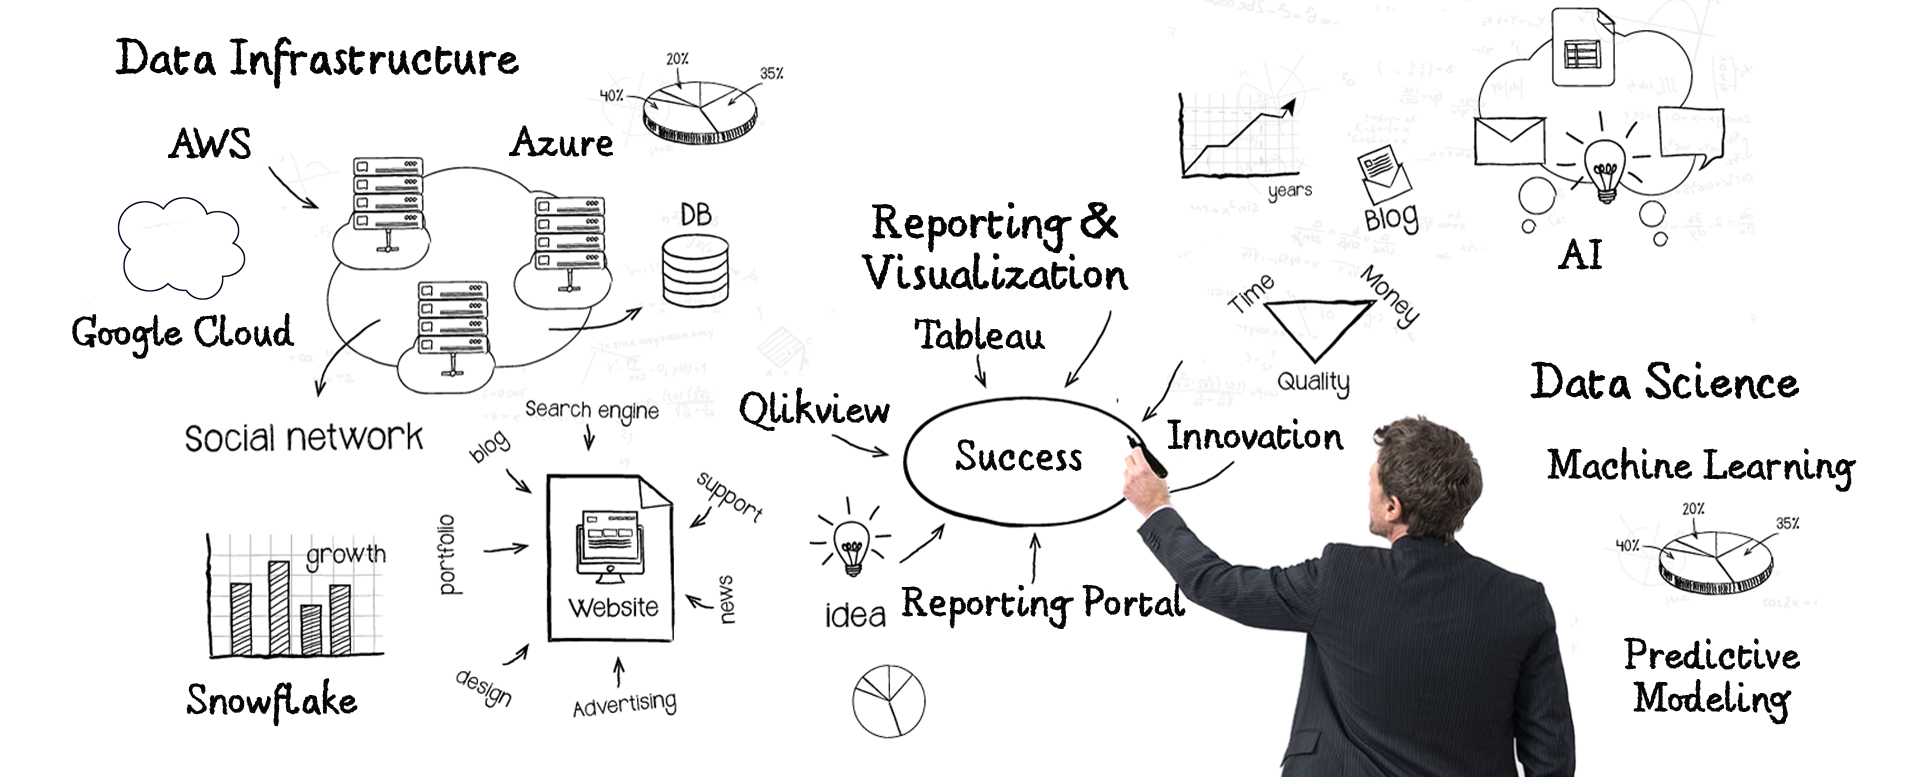 Data Infrastructure
20%
35%
40%
AWS
Azure
DB
Google Cloud
Social network
Search engine
blog
support
portfolio
Website
news
design
Advertising
growth
Snowflake
Reporting &
Visualization
Tableau
Qlikview
Success
Innovation
idea
Reporting Portal
years
Blog
Time
Money
Quality
AI
Data Science
Machine Learning
20%
35%
40%
Predictive
Modeling